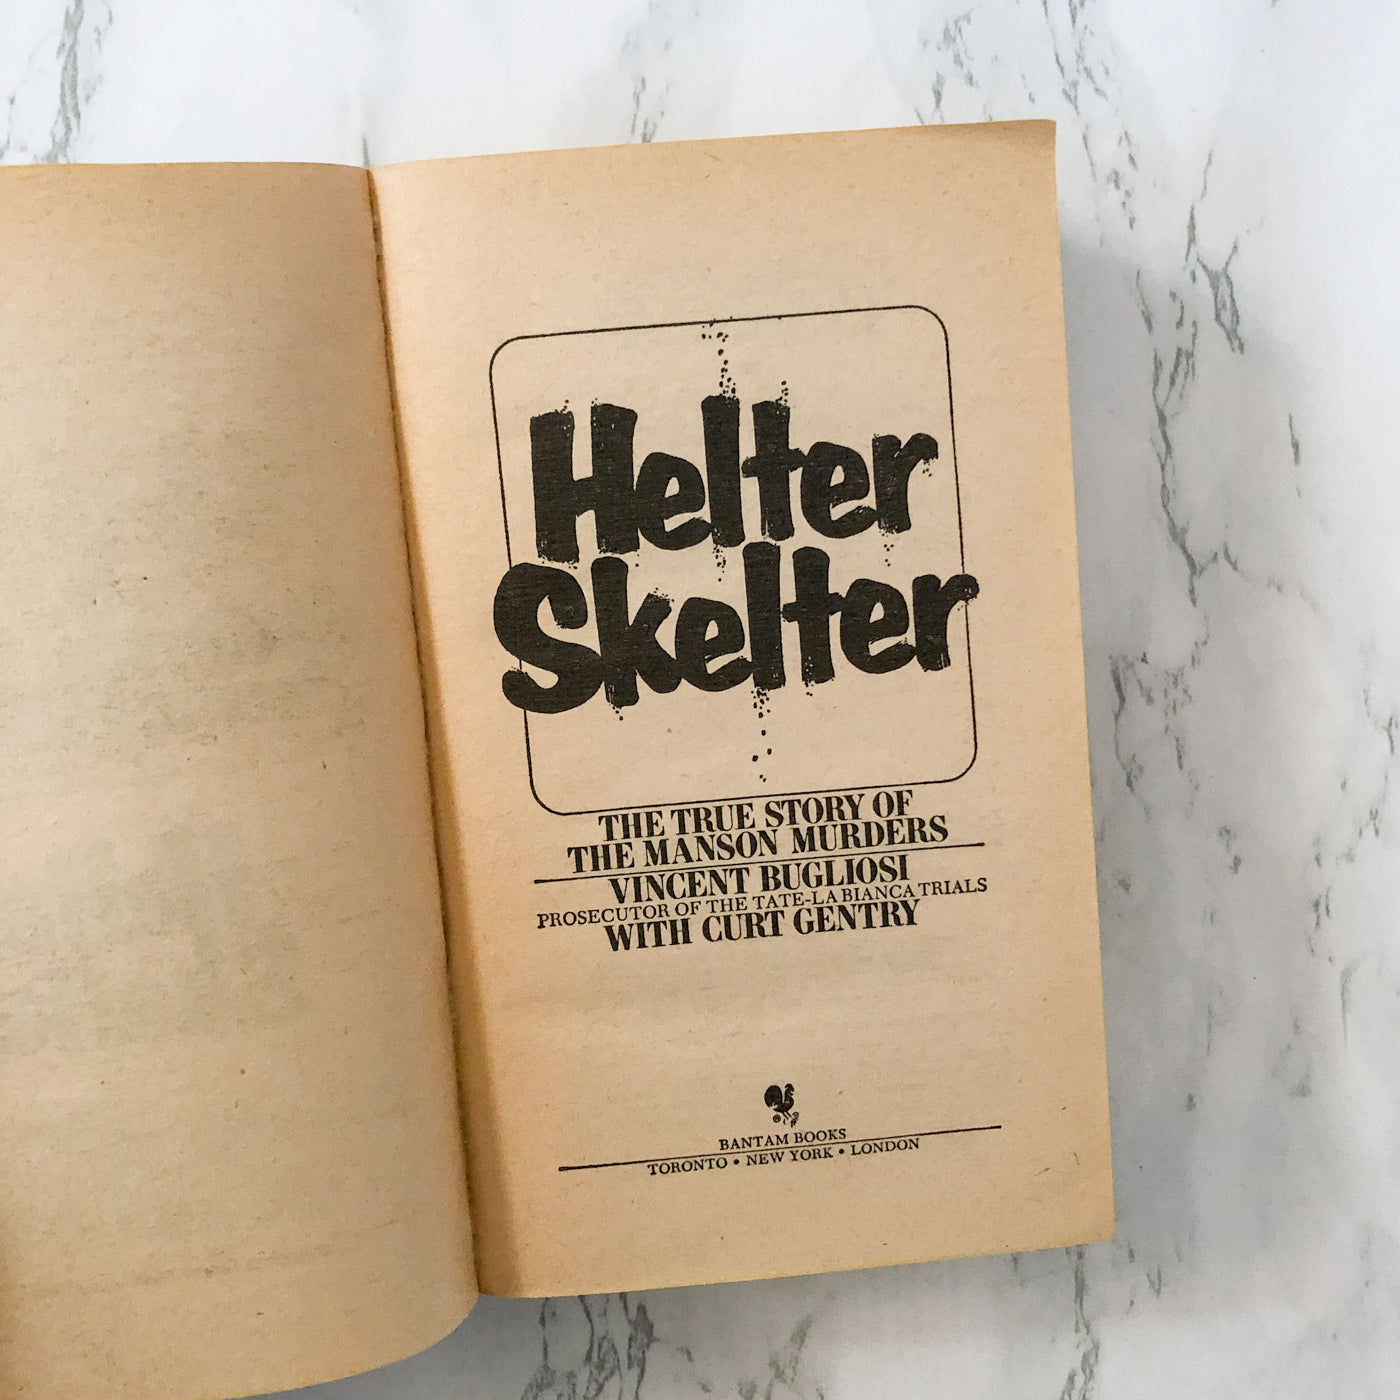 Helter
Skelter
THE TRUE STORY OF
THE MANSON MURDERS
VINCENT BUGLIOSI
PROSECUTOR OF THE TATE-LA BIANCA TRIALS
WITH CURT GENTRY
BANTAM BOOKS
TORONTO • NEW YORK • LONDON